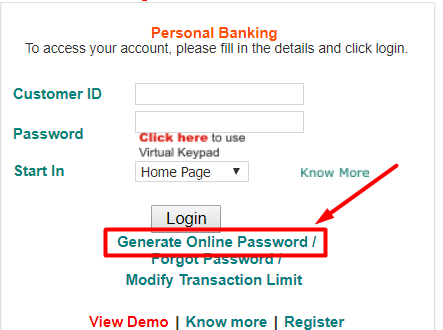 Personal Banking
To access your account, please fill in the details and click login.
Customer ID
Password
Click here to use
Virtual Keypad
Start In
Home Page
Know More
Login
Generate Online Password /
Forgot Password /
Modify Transaction Limit
View Demo | Know more | Register